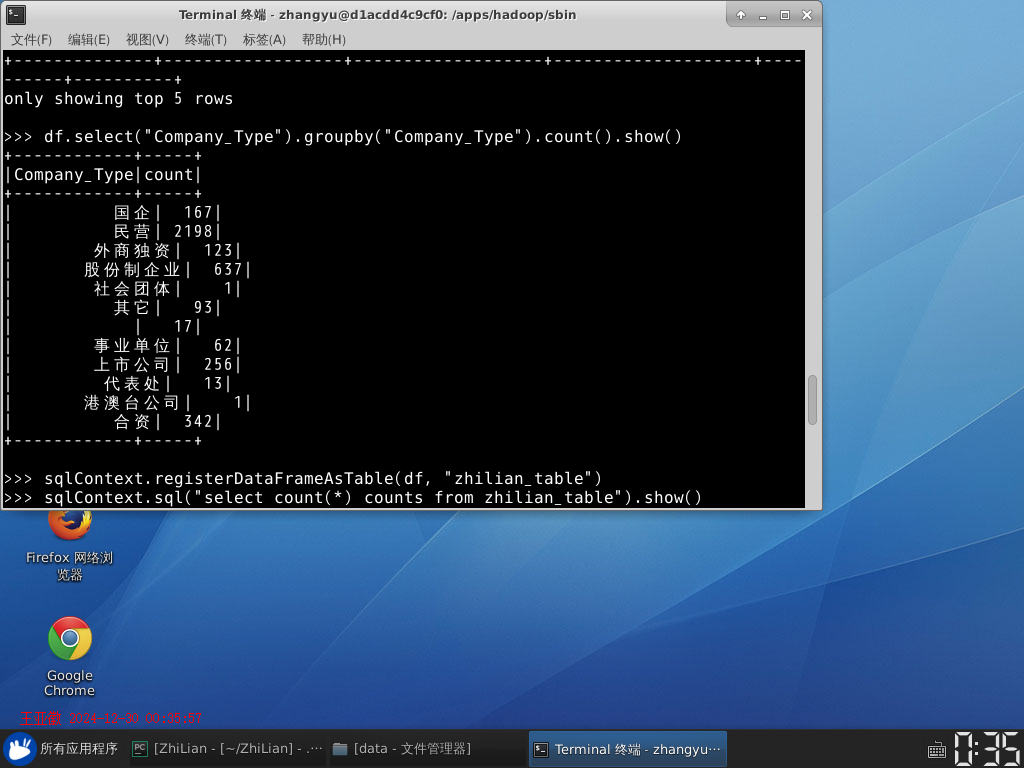 Terminal 终端 - zhangyu@d1acdd4c9cf0: /apps/hadoop/sbin
文件(F) 编辑(E) 视图(V) 终端(T) 标签(A) 帮助(H)
+--------------+------------------+-------------------+--------------------+----
------+----------+
only showing top 5 rows
>>> df.select("Company_Type").groupby("Company_Type").count().show()
+------------+-----+
|Company_Type|count|
+------------+-----+
| 国企| 167|
| 民营| 2198|
| 外商独资| 123|
| 股份制企业| 637|
| 社会团体| 1|
| 其它| 93|
| | 17|
| 事业单位| 62|
| 上市公司| 256|
| 代表处| 13|
| 港澳台公司| 1|
| 合资| 342|
+------------+-----+
>>> sqlContext.registerDataFrameAsTable(df, "zhilian_table")
>>> sqlContext.sql("select count(*) counts from zhilian_table").show()
Firefox 网络浏
览器
Google
Chrome
所有应用程序 [ZhiLian - [~/ZhiLian] - .... [data - 文件管理器] Terminal 终端 - zhangyu... 0:35